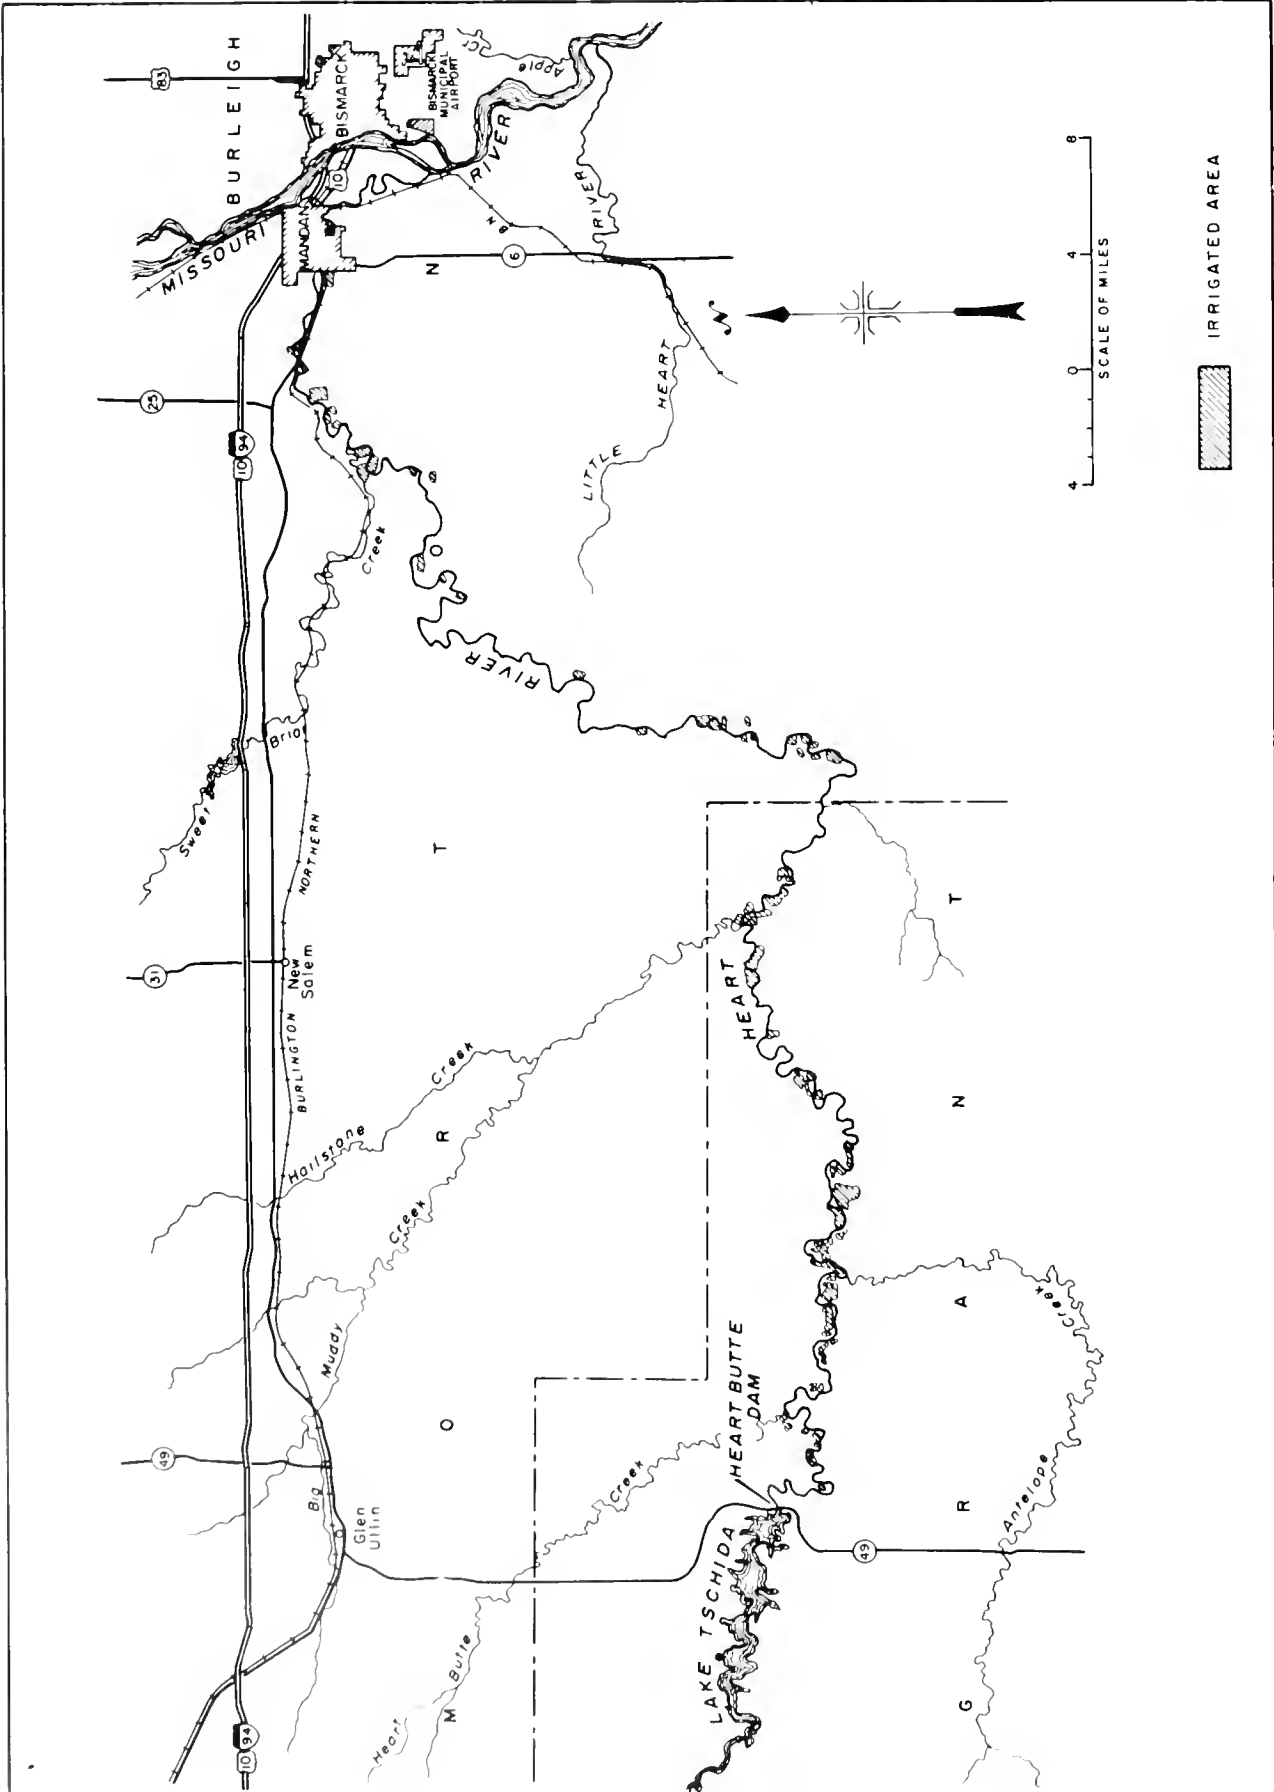 BURLEIGH
83
BISMARCK
BISMARCK
MUNICIPAL
AIRPORT
Apple
Cr
MISSOURI
RIVER
MANDAN
10
25
10
94
6
BN
LITTLE
HEART
RIVER
N
SCALE OF MILES
4
0
4
8
IRRIGATED AREA
Sweet
Briar
Creek
BURLINGTON
NORTHERN
31
New
Salem
Hailstone
Creek
HEART
RIVER
Big
Muddy
Creek
49
Glen
Ullin
10
94
Heart
Butte
Creek
HEART BUTTE
DAM
LAKE TSCHIDA
49
Antelope
Creek
M
O
R
T
O
N
G
R
A
N
T